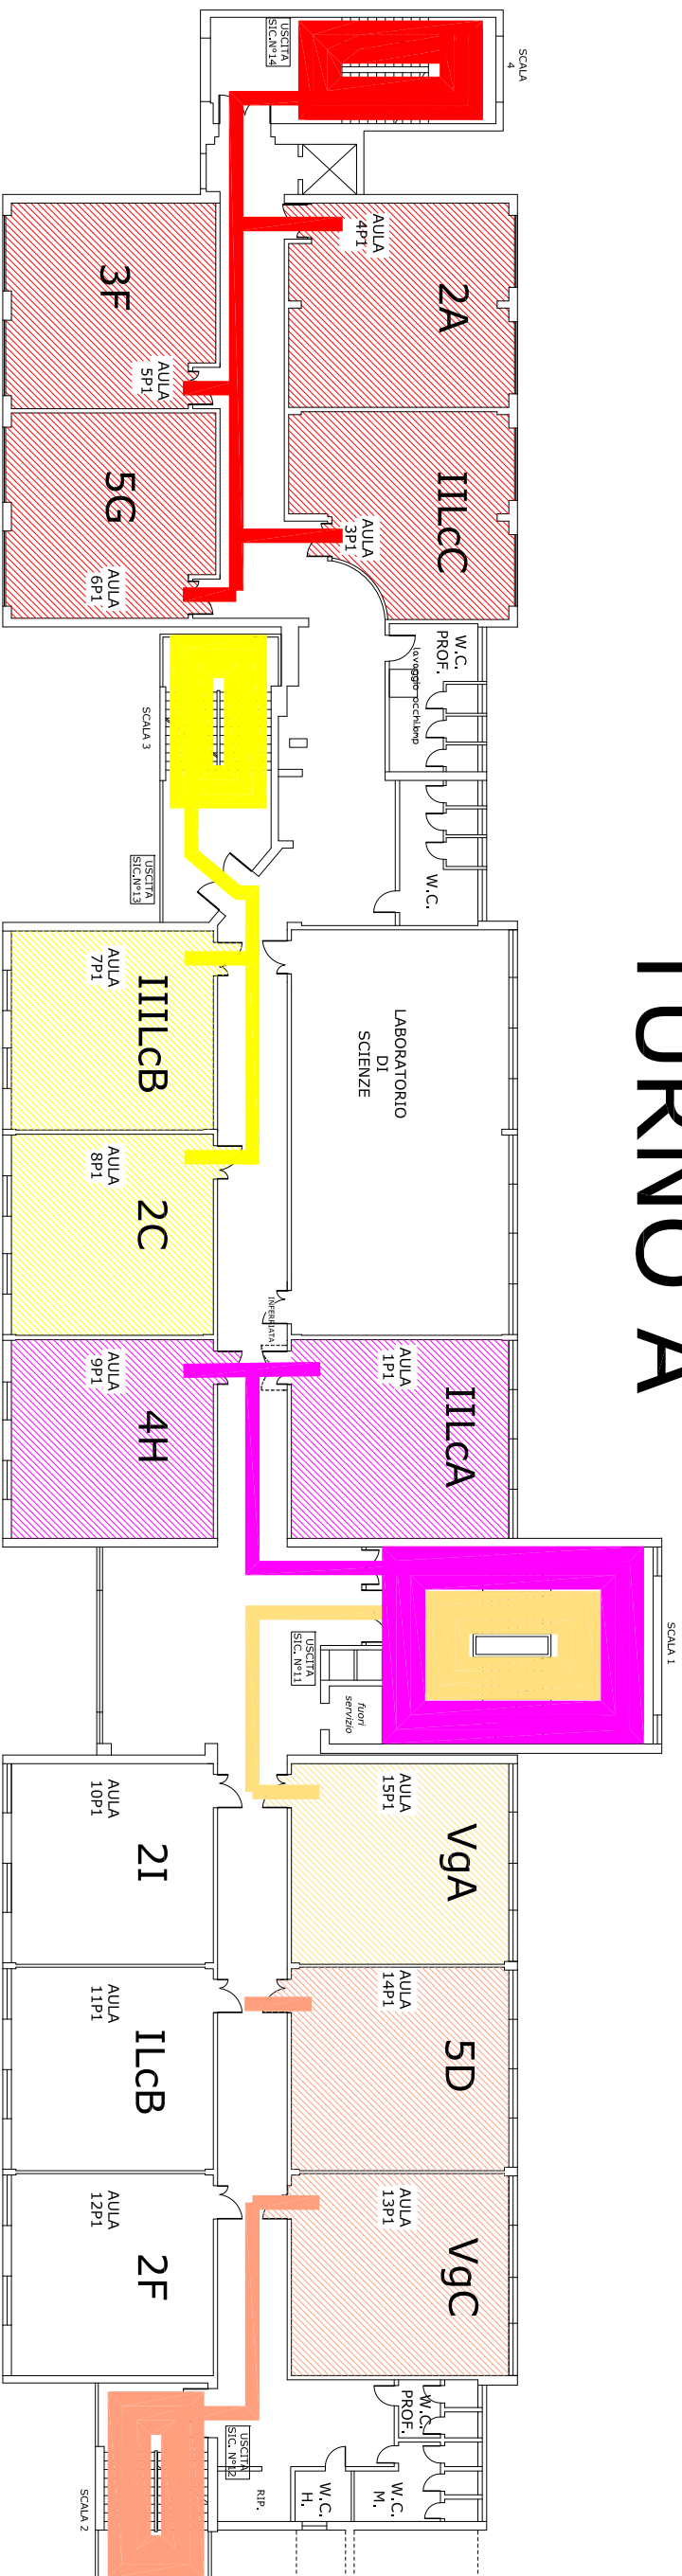 TURNO A
SCALA
4
USCITA
SIC.N°14
AULA
4P1
2A
3F
AULA
5P1
IILcC
AULA
3P1
5G
AULA
6P1
W.C.
PROF.
lavaggio occhi
SCALA 3
W.C.
USCITA
SIC.N°13
AULA
7P1
IIILcB
LABORATORIO
DI
SCIENZE
AULA
8P1
2C
INFERRIATA
AULA
1P1
IILcA
AULA
9P1
4H
SCALA 1
USCITA
SIC. N°11
fuori
servizio
AULA
15P1
VgA
AULA
10P1
2I
AULA
14P1
5D
AULA
11P1
ILcB
AULA
13P1
VgC
AULA
12P1
2F
W.C.
PROF.
USCITA
SIC. N°12
W.C.
M.
W.C.
H.
RIP.
SCALA 2